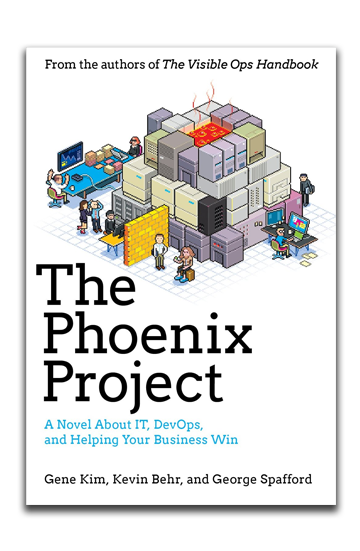 From the authors of The Visible Ops Handbook
The
Phoenix
Project
A Novel About IT, DevOps,
and Helping Your Business Win
Gene Kim, Kevin Behr, and George Spafford